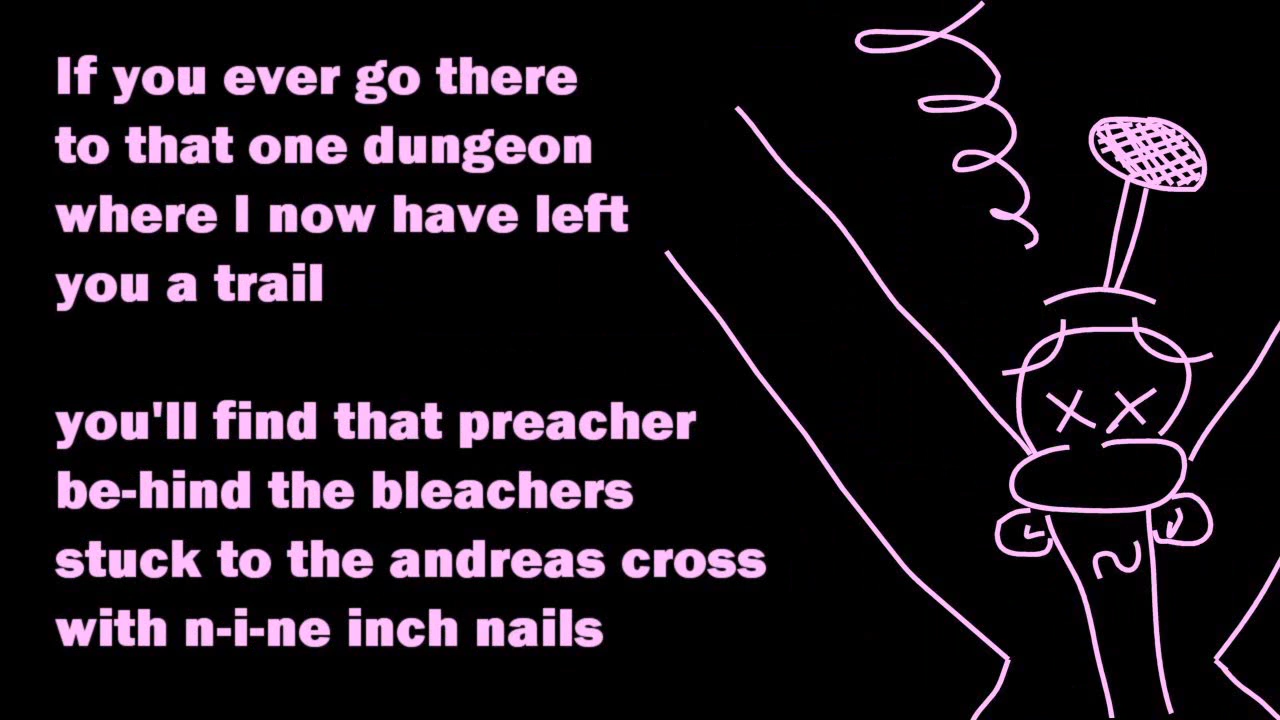 If you ever go there
to that one dungeon
where I now have left
you a trail
you'll find that preacher
be-hind the bleachers
stuck to the andreas cross
with n-i-ne inch nails